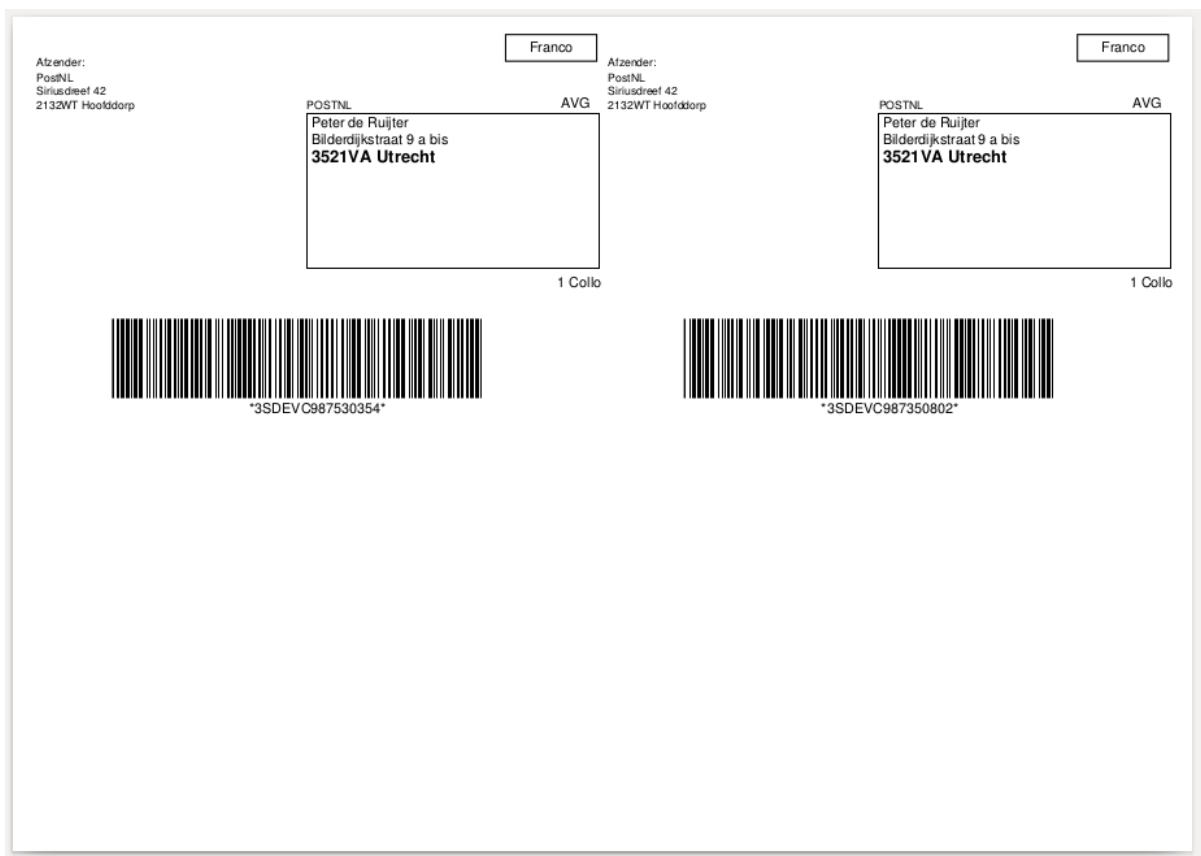 Franco
Afzender:
PostNL
Siriusdreef 42
2132WT Hoofddorp
POSTNL AVG
Peter de Ruijter
Bilderdijkstraat 9 a bis
3521VA Utrecht
1 Collo
*3SDEVC987530354*
Franco
Afzender:
PostNL
Siriusdreef 42
2132WT Hoofddorp
POSTNL AVG
Peter de Ruijter
Bilderdijkstraat 9 a bis
3521VA Utrecht
1 Collo
*3SDEVC987350802*